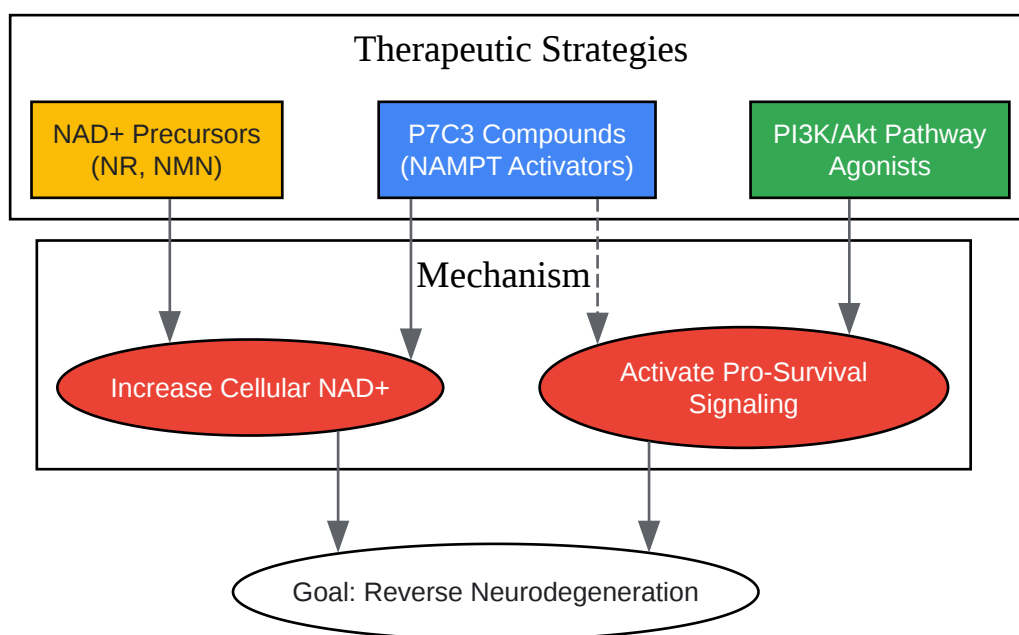 Therapeutic Strategies
NAD+ Precursors
(NR, NMN)
P7C3 Compounds
(NAMPT Activators)
PI3K/Akt Pathway
Agonists
Mechanism
Increase Cellular NAD+
Activate Pro-Survival
Signaling
Goal: Reverse Neurodegeneration